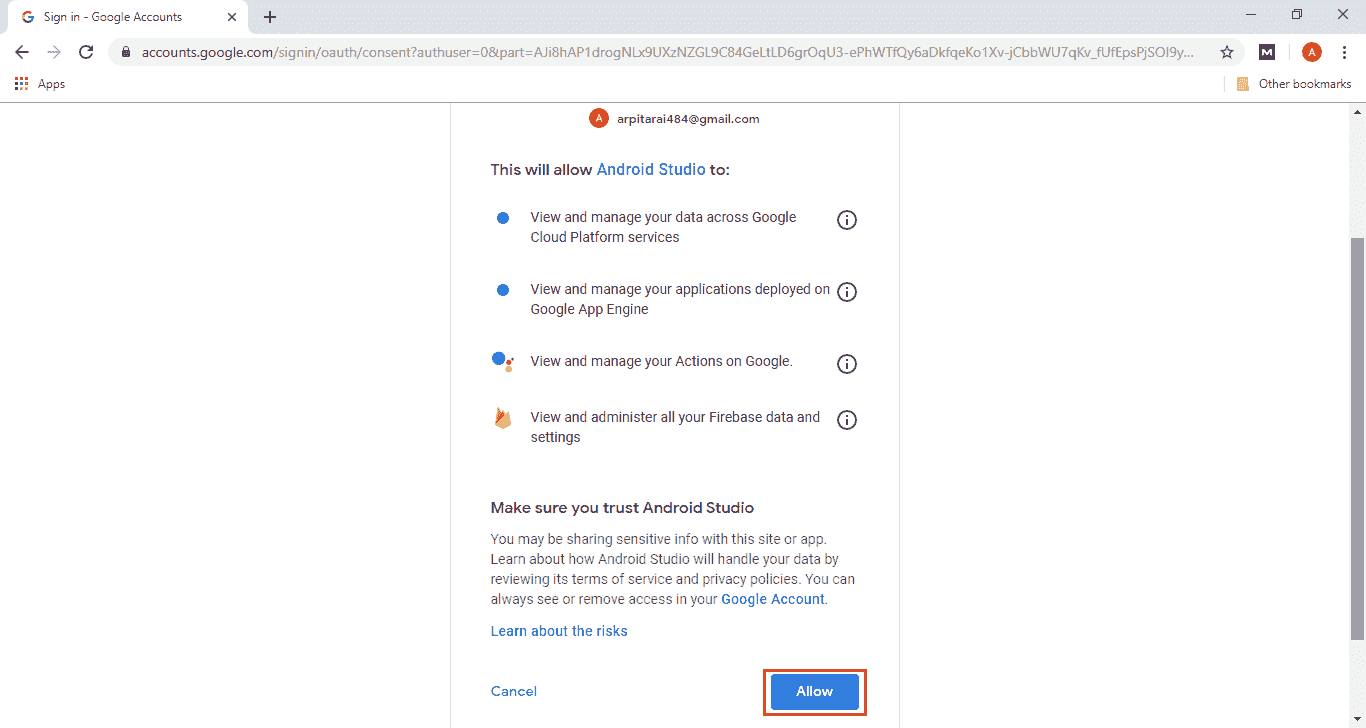 Sign in - Google Accounts
accounts.google.com/signin/oauth/consent?authuser=0&part=AJi8hAP1drogNLx9UXzNZGL9C84GeLtLD6grOqU3-ePhWTfQy6aDkfqeKo1Xv-jCbbWU7qKv_fUfEpsPjSOI9y...
M
A
Apps
Other bookmarks
A arpitarai484@gmail.com
This will allow Android Studio to:
View and manage your data across Google
Cloud Platform services
View and manage your applications deployed on
Google App Engine
View and manage your Actions on Google.
View and administer all your Firebase data and
settings
Make sure you trust Android Studio
You may be sharing sensitive info with this site or app.
Learn about how Android Studio will handle your data by
reviewing its terms of service and privacy policies. You can
always see or remove access in your Google Account.
Learn about the risks
Cancel
Allow